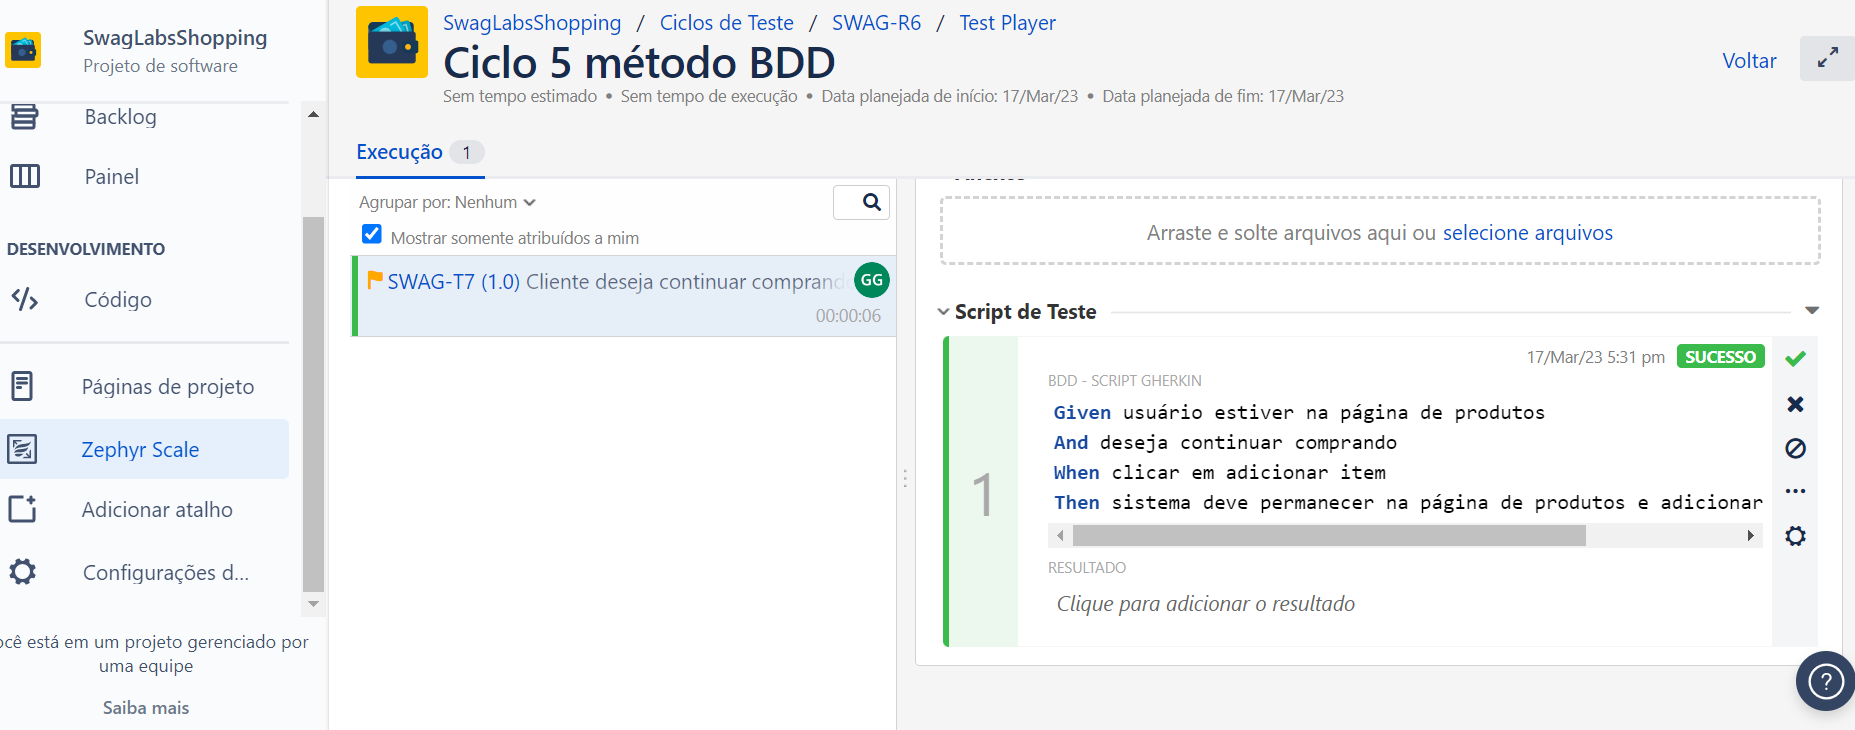 SwagLabsShopping
Projeto de software
Backlog
Painel
DESENVOLVIMENTO
Código
Páginas de projeto
Zephyr Scale
Adicionar atalho
Configurações d...
ocê está em um projeto gerenciado por
uma equipe
Saiba mais
SwagLabsShopping / Ciclos de Teste / SWAG-R6 / Test Player
Ciclo 5 método BDD
Sem tempo estimado • Sem tempo de execução • Data planejada de início: 17/Mar/23 • Data planejada de fim: 17/Mar/23
Voltar
Execução 1
Agrupar por: Nenhum
Mostrar somente atribuídos a mim
SWAG-T7 (1.0) Cliente deseja continuar comprando
GG
00:00:06
Arraste e solte arquivos aqui ou selecione arquivos
Script de Teste
17/Mar/23 5:31 pm SUCESSO
BDD - SCRIPT GHERKIN
1
Given usuário estiver na página de produtos
And deseja continuar comprando
When clicar em adicionar item
Then sistema deve permanecer na página de produtos e adicionar
RESULTADO
Clique para adicionar o resultado
?